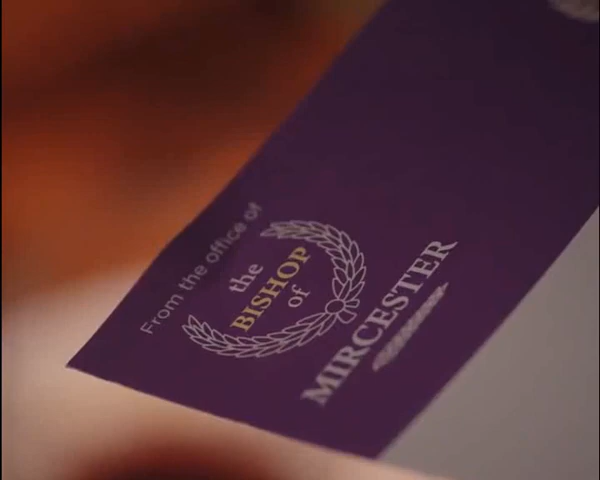 From the office of
the
BISHOP
of
MIRCESTER